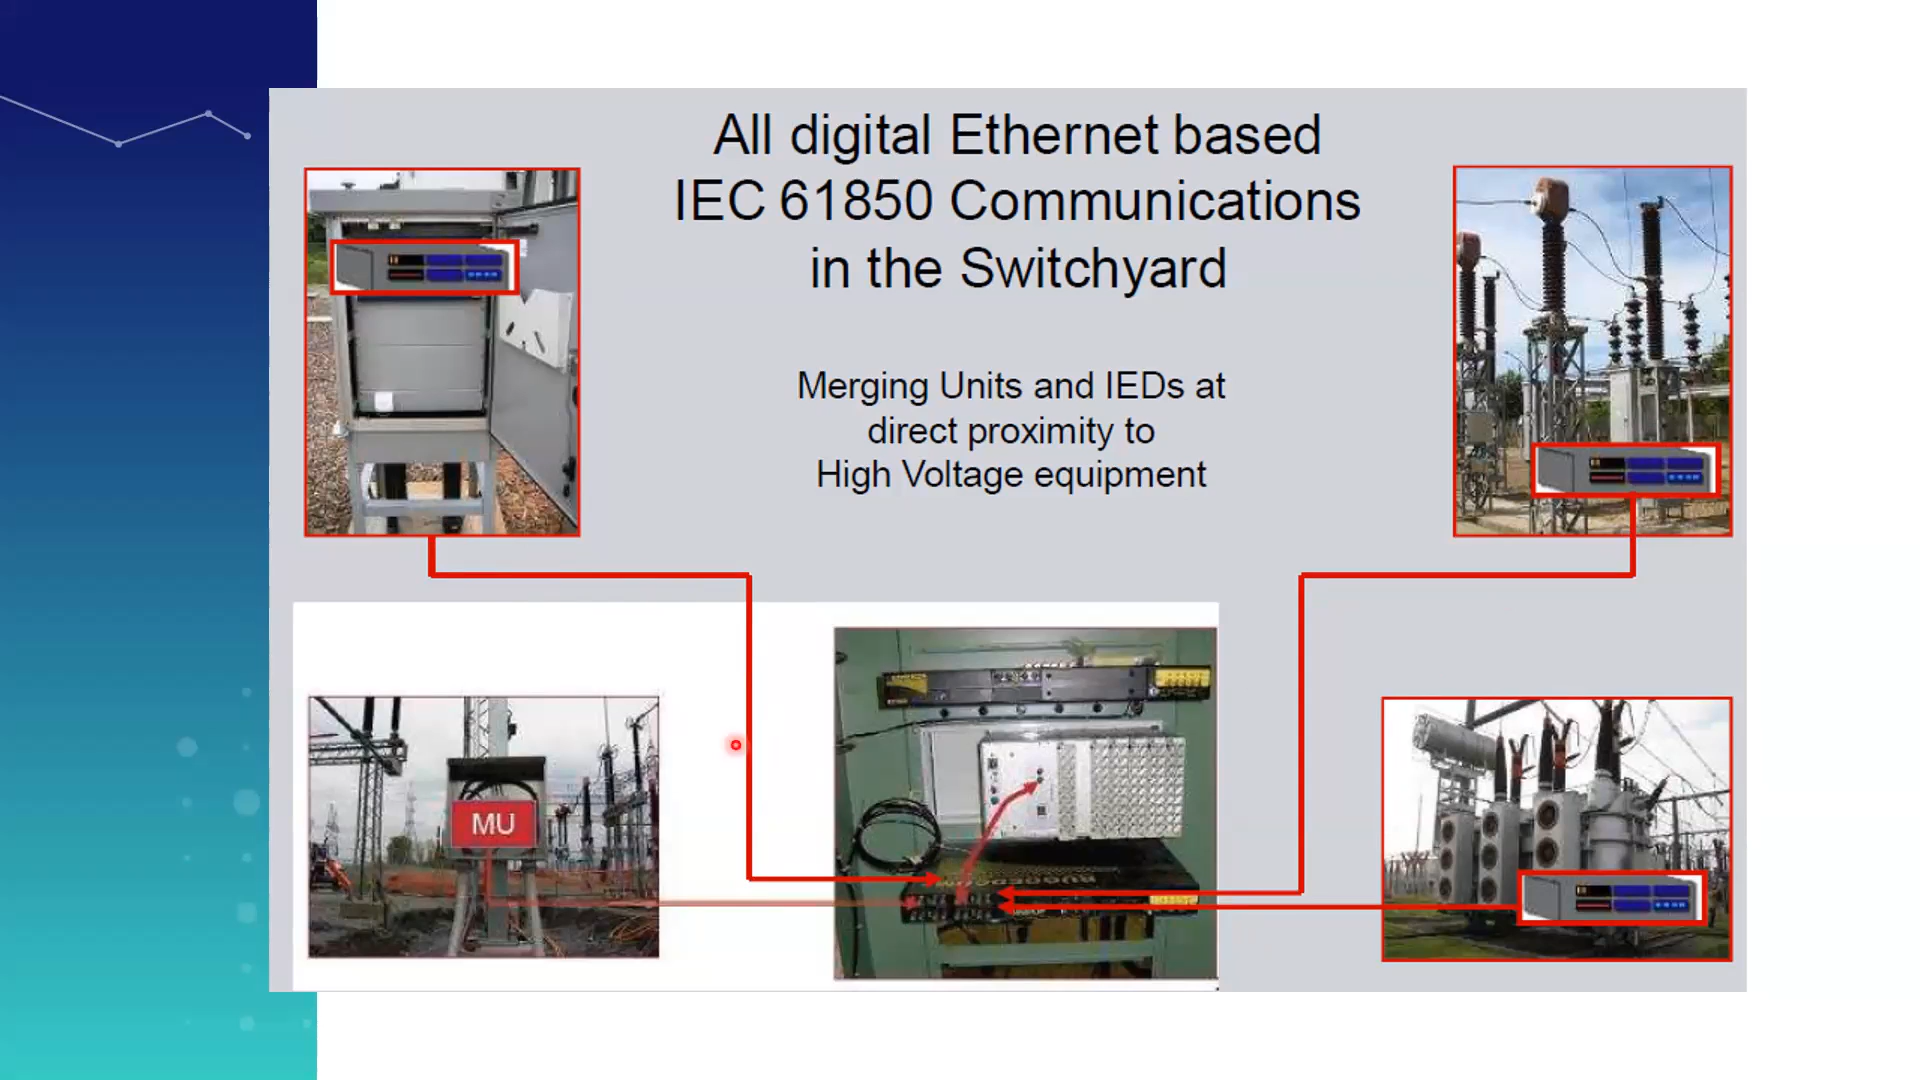 All digital Ethernet based
IEC 61850 Communications
in the Switchyard
Merging Units and IEDs at
direct proximity to
High Voltage equipment
MU